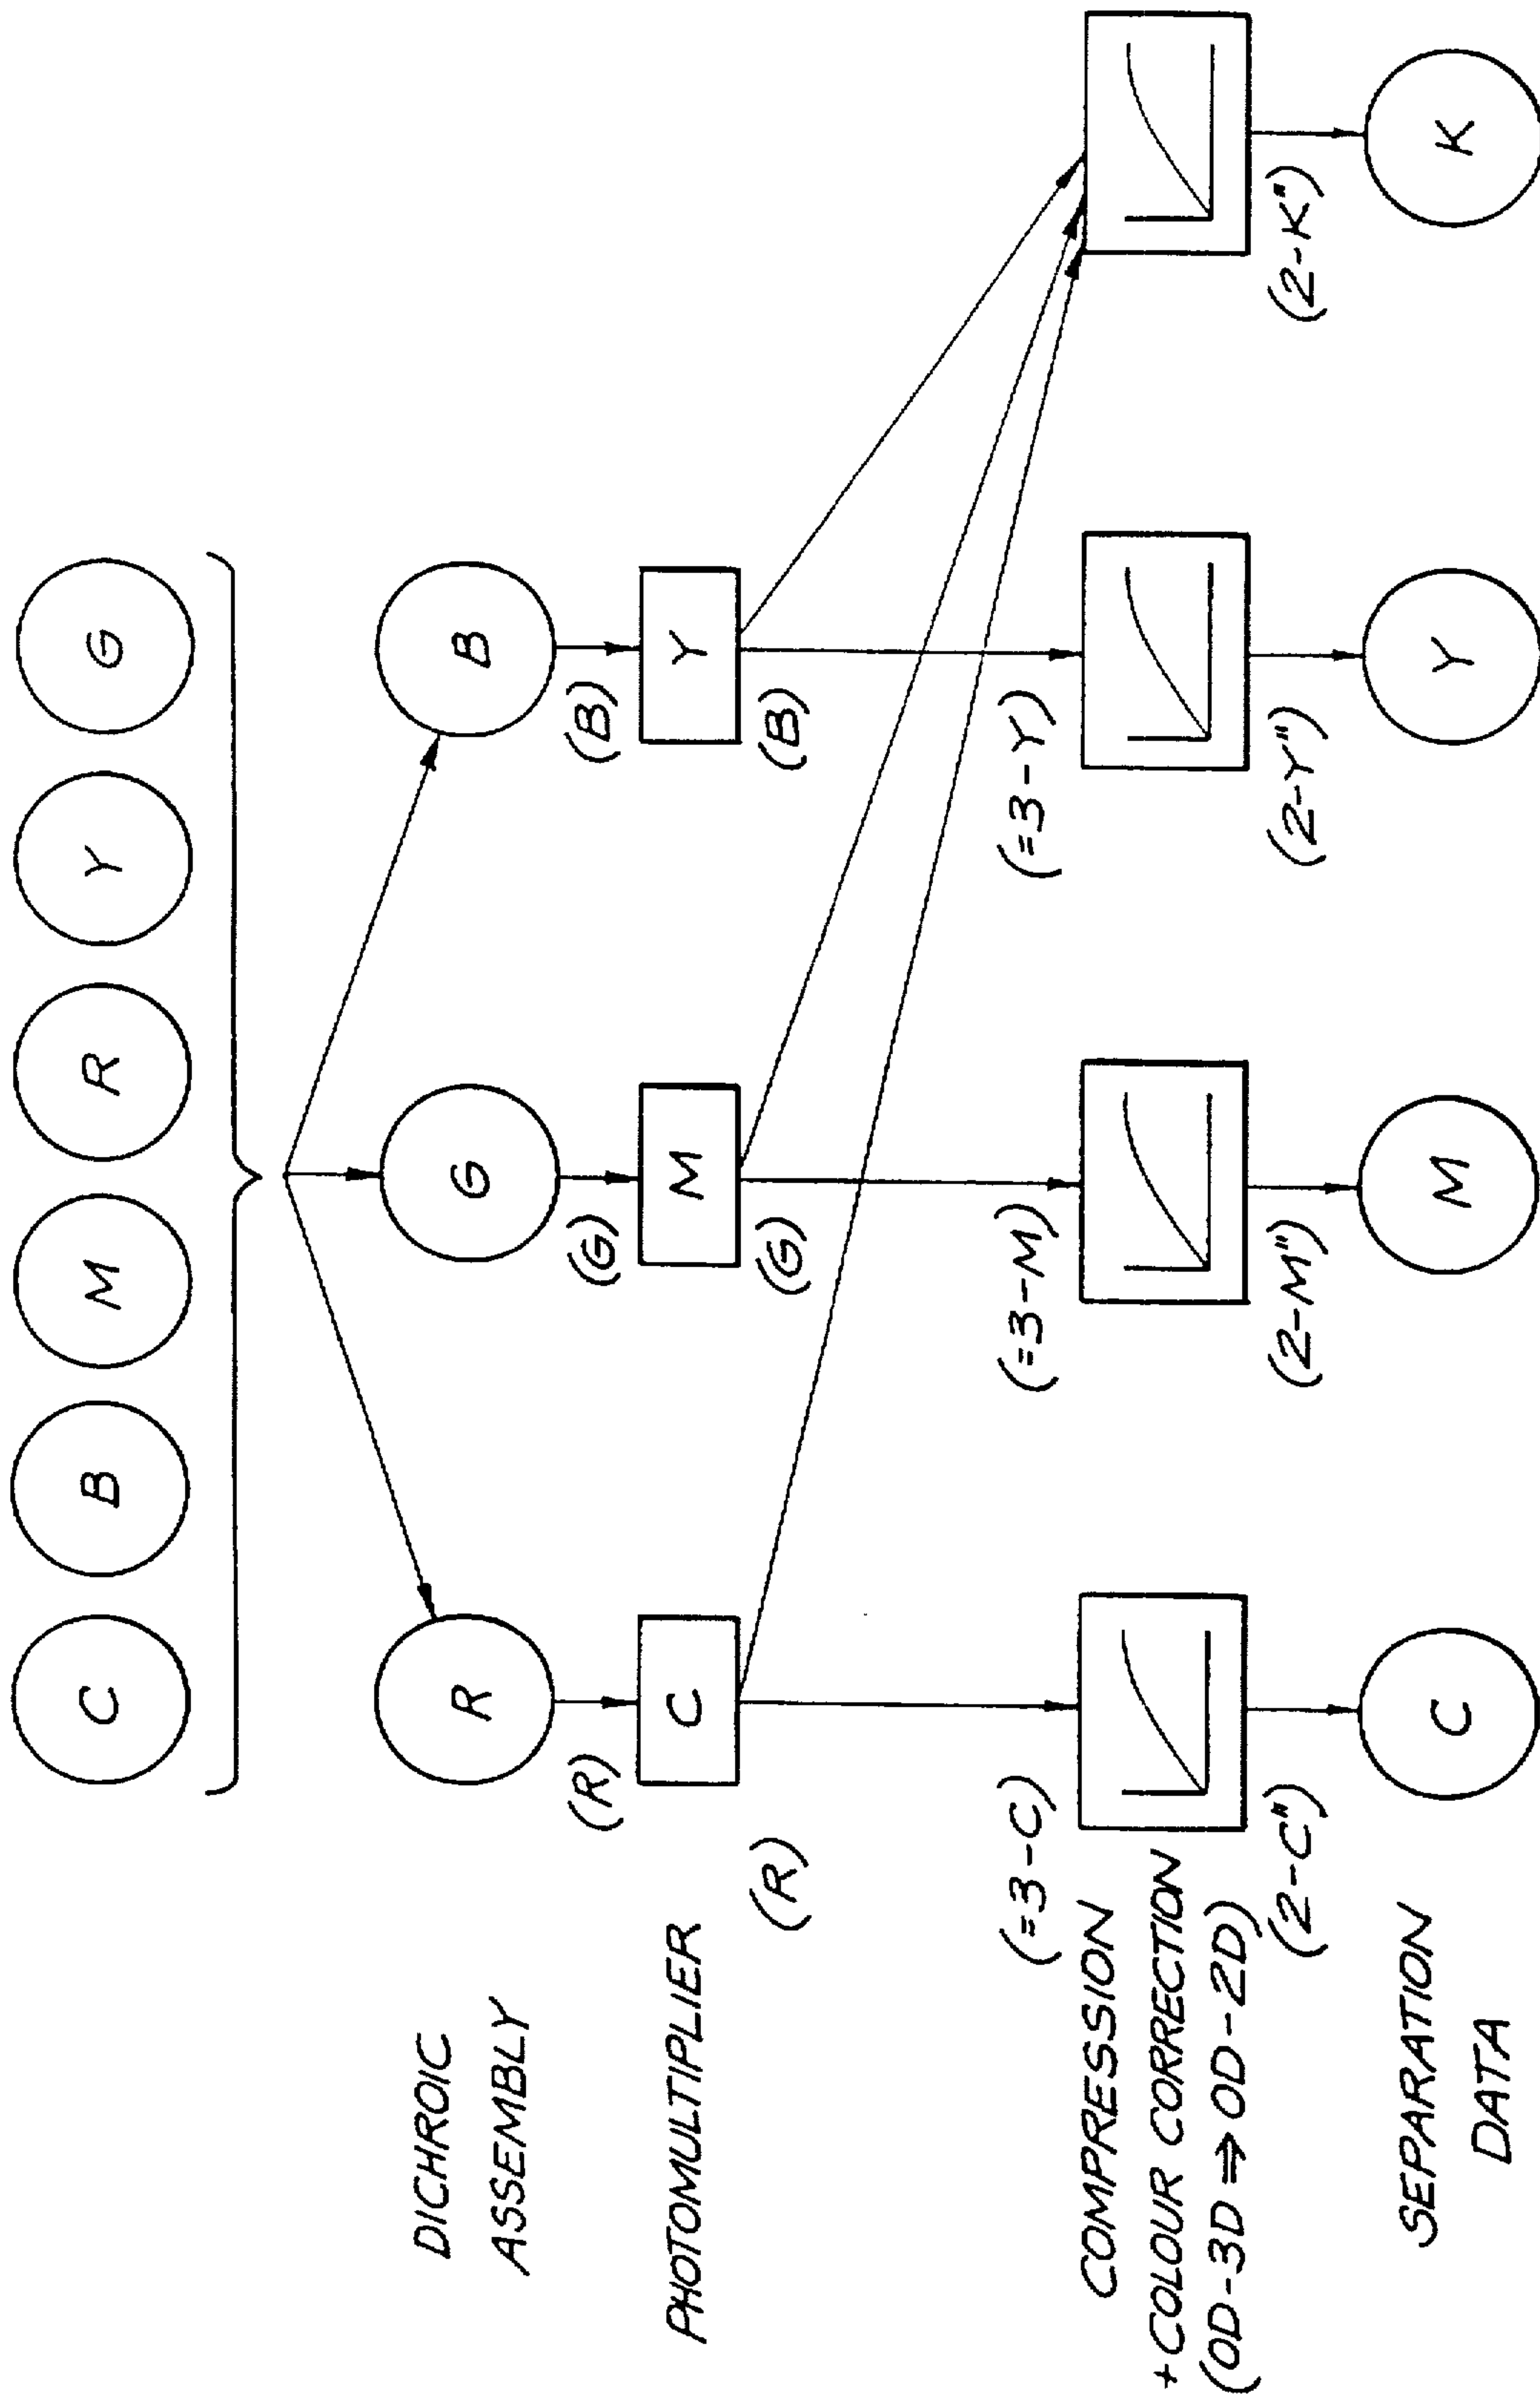 C B M R Y G
DICHROIC
ASSEMBLY
R G B
(R) (G) (B)
PHOTOMULTIPLIER
C M Y
(R) (G) (B)
(=3-C) (=3-M) (=3-Y)
COMPRESSION
+COLOUR CORRECTION
(OD-3D⇒OD-2D)
(2-C") (2-M") (2-Y") (2-K")
SEPARATION
DATA
C M Y K